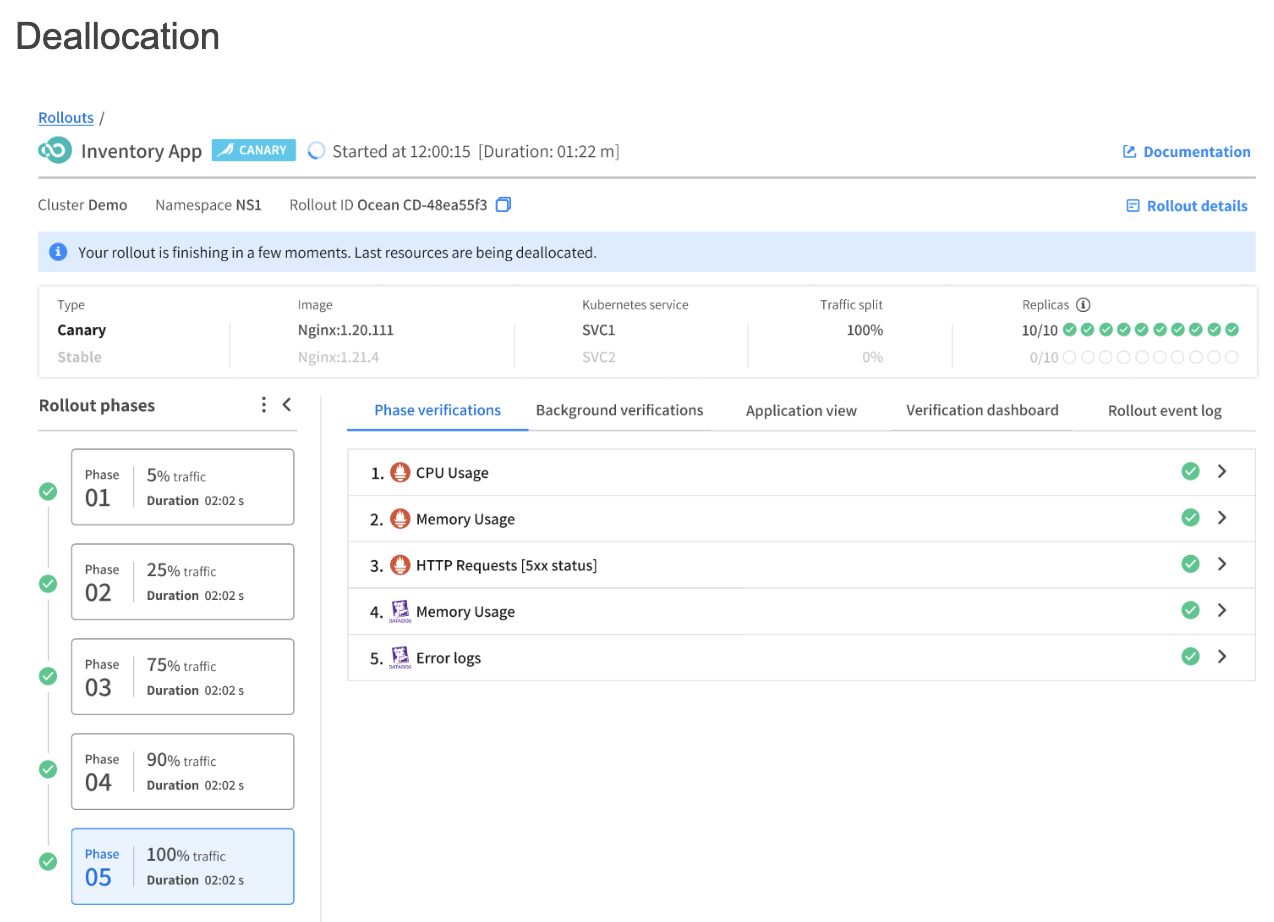 Deallocation
Rollouts /
Inventory App CANARY Started at 12:00:15 [Duration: 01:22 m]
Documentation
Cluster Demo Namespace NS1 Rollout ID Ocean CD-48ea55f3
Rollout details
Your rollout is finishing in a few moments. Last resources are being deallocated.
Type Image Kubernetes service Traffic split Replicas
Canary Nginx:1.20.111 SVC1 100% 10/10
Stable Nginx:1.21.4 SVC2 0% 0/10
Rollout phases
Phase 5% traffic
01 Duration 02:02 s
Phase 25% traffic
02 Duration 02:02 s
Phase 75% traffic
03 Duration 02:02 s
Phase 90% traffic
04 Duration 02:02 s
Phase 100% traffic
05 Duration 02:02 s
Phase verifications Background verifications Application view Verification dashboard Rollout event log
1. CPU Usage
2. Memory Usage
3. HTTP Requests [5xx status]
4. DATADOG Memory Usage
5. DATADOG Error logs